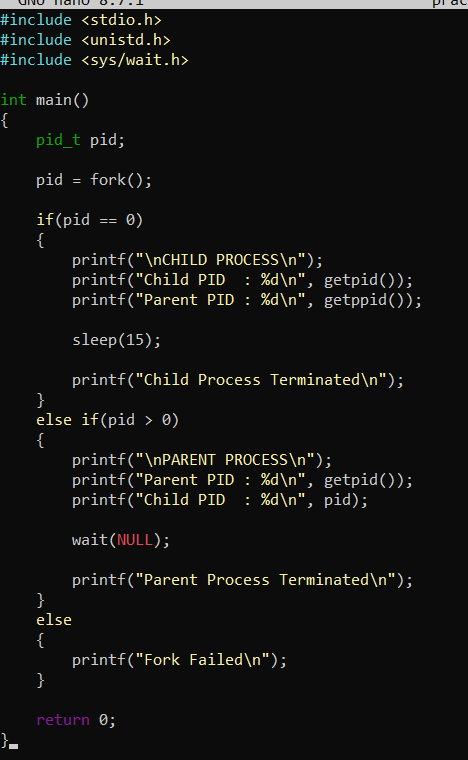 GNU nano 8.7.1 prac
#include <stdio.h>
#include <unistd.h>
#include <sys/wait.h>
int main()
{
pid_t pid;
pid = fork();
if(pid == 0)
{
printf("\nCHILD PROCESS\n");
printf("Child PID  : %d\n", getpid());
printf("Parent PID : %d\n", getppid());
sleep(15);
printf("Child Process Terminated\n");
}
else if(pid > 0)
{
printf("\nPARENT PROCESS\n");
printf("Parent PID : %d\n", getpid());
printf("Child PID  : %d\n", pid);
wait(NULL);
printf("Parent Process Terminated\n");
}
else
{
printf("Fork Failed\n");
}
return 0;
}